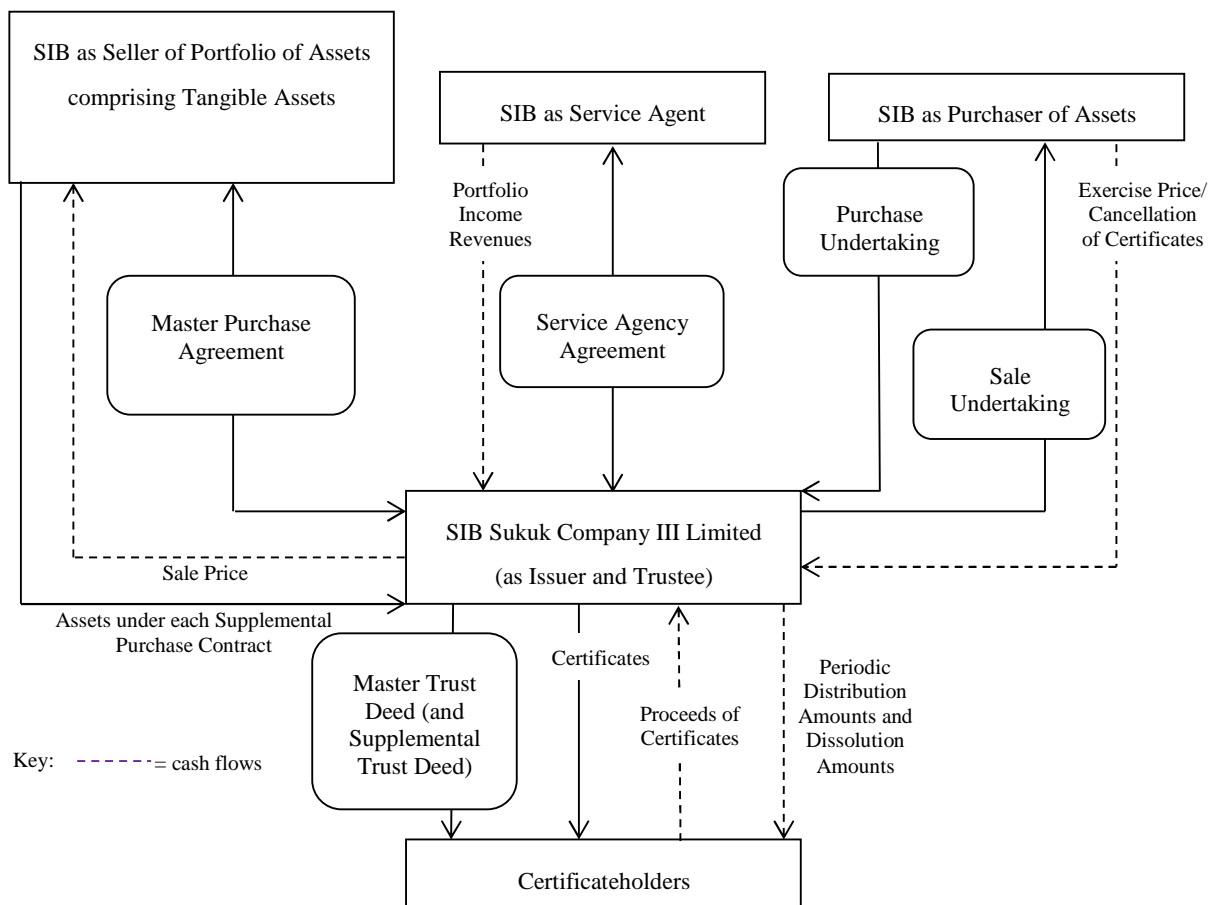 SIB as Seller of Portfolio of Assets
comprising Tangible Assets
SIB as Service Agent
SIB as Purchaser of Assets
Portfolio
Income
Revenues
Purchase
Undertaking
Exercise Price/
Cancellation
of Certificates
Master Purchase
Agreement
Service Agency
Agreement
Sale
Undertaking
SIB Sukuk Company III Limited
(as Issuer and Trustee)
Sale Price
Assets under each Supplemental
Purchase Contract
Master Trust
Deed (and
Supplemental
Trust Deed)
Certificates
Proceeds of
Certificates
Periodic
Distribution
Amounts and
Dissolution
Amounts
Key: = cash flows
Certificateholders